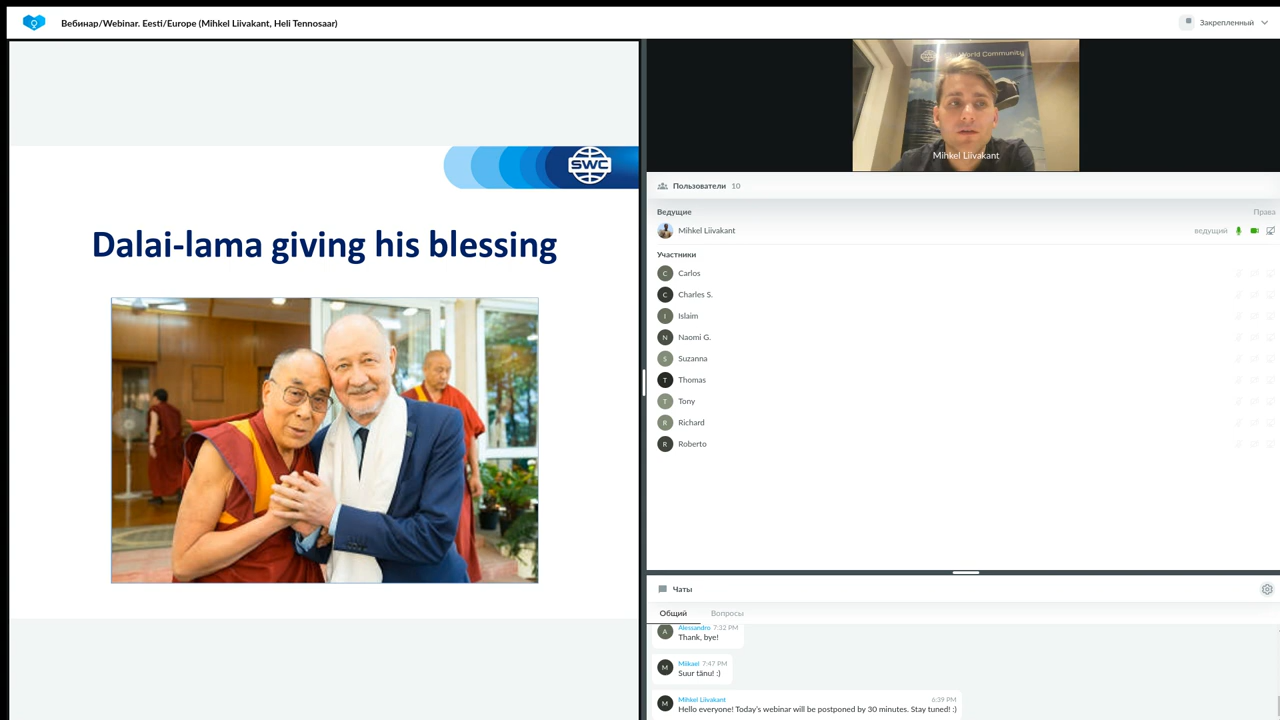 Вебинар/Webinar. Eesti/Europe (Mihkel Liivakant, Heli Tennosaar)
Закрепленный
SWC
Dalai-lama giving his blessing
World Community
Mihkel Liivakant
Пользователи 10
Ведущие Права
Mihkel Liivakant ведущий
Участники
C Carlos
C Charles S.
I Islaim
N Naomi G.
S Suzanna
T Thomas
T Tony
R Richard
R Roberto
Чаты
Общий Вопросы
A Alessandro 7:32 PM
Thank, bye!
M Miikael 7:47 PM
Suur tänu! :)
M Mihkel Liivakant 6:39 PM
Hello everyone! Today's webinar will be postponed by 30 minutes. Stay tuned! :)